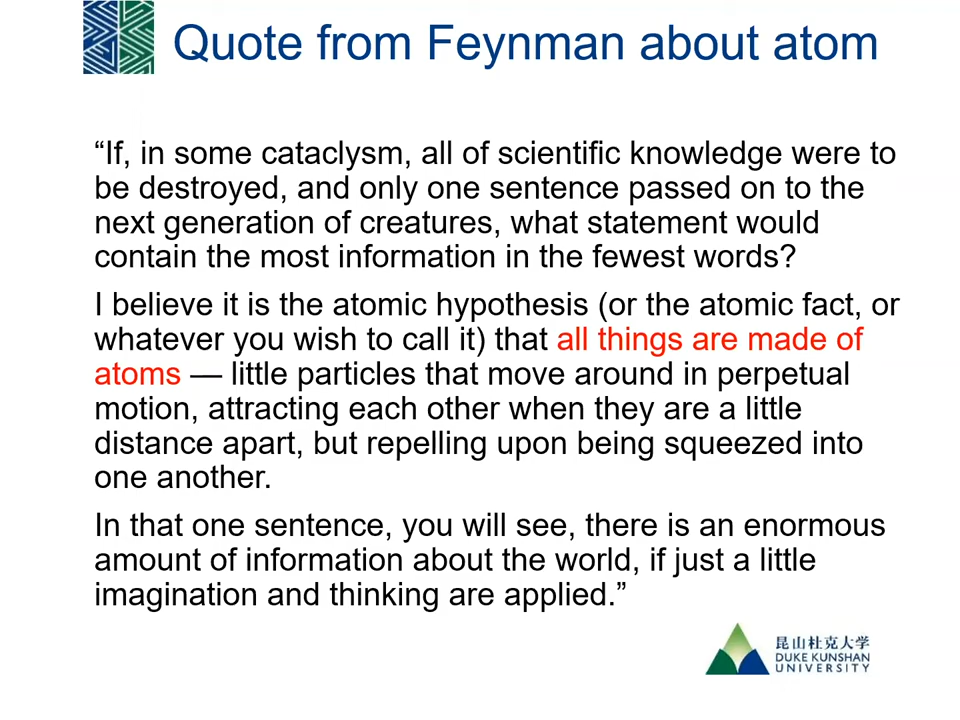 Quote from Feynman about atom
“If, in some cataclysm, all of scientific knowledge were to
be destroyed, and only one sentence passed on to the
next generation of creatures, what statement would
contain the most information in the fewest words?
I believe it is the atomic hypothesis (or the atomic fact, or
whatever you wish to call it) that all things are made of
atoms — little particles that move around in perpetual
motion, attracting each other when they are a little
distance apart, but repelling upon being squeezed into
one another.
In that one sentence, you will see, there is an enormous
amount of information about the world, if just a little
imagination and thinking are applied.”
昆山杜克大学
DUKE KUNSHAN
UNIVERSITY